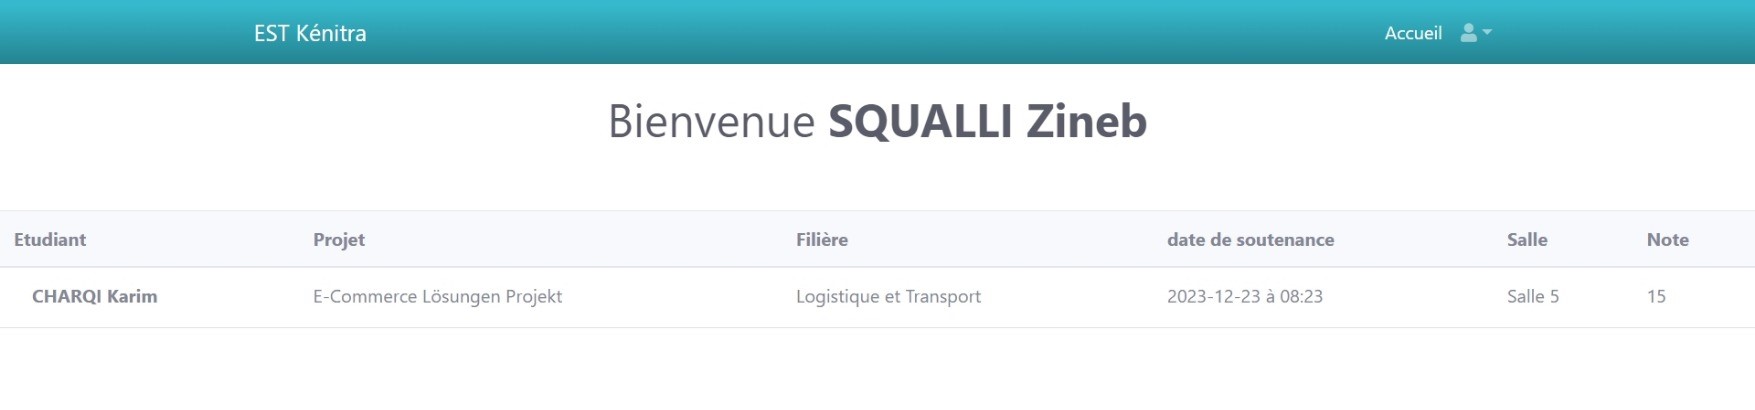 EST Kénitra Accueil
Bienvenue SQUALLI Zineb
Etudiant Projet Filière date de soutenance Salle Note
CHARQI Karim E-Commerce Lösungen Projekt Logistique et Transport 2023-12-23 à 08:23 Salle 5 15